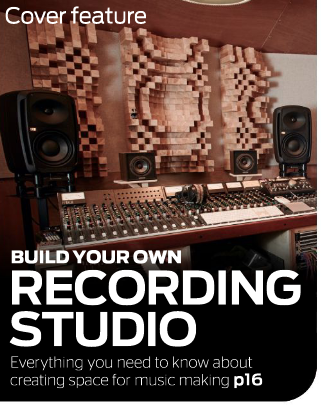 Cover feature
BUILD YOUR OWN
RECORDING
STUDIO
Everything you need to know about
creating space for music making p16